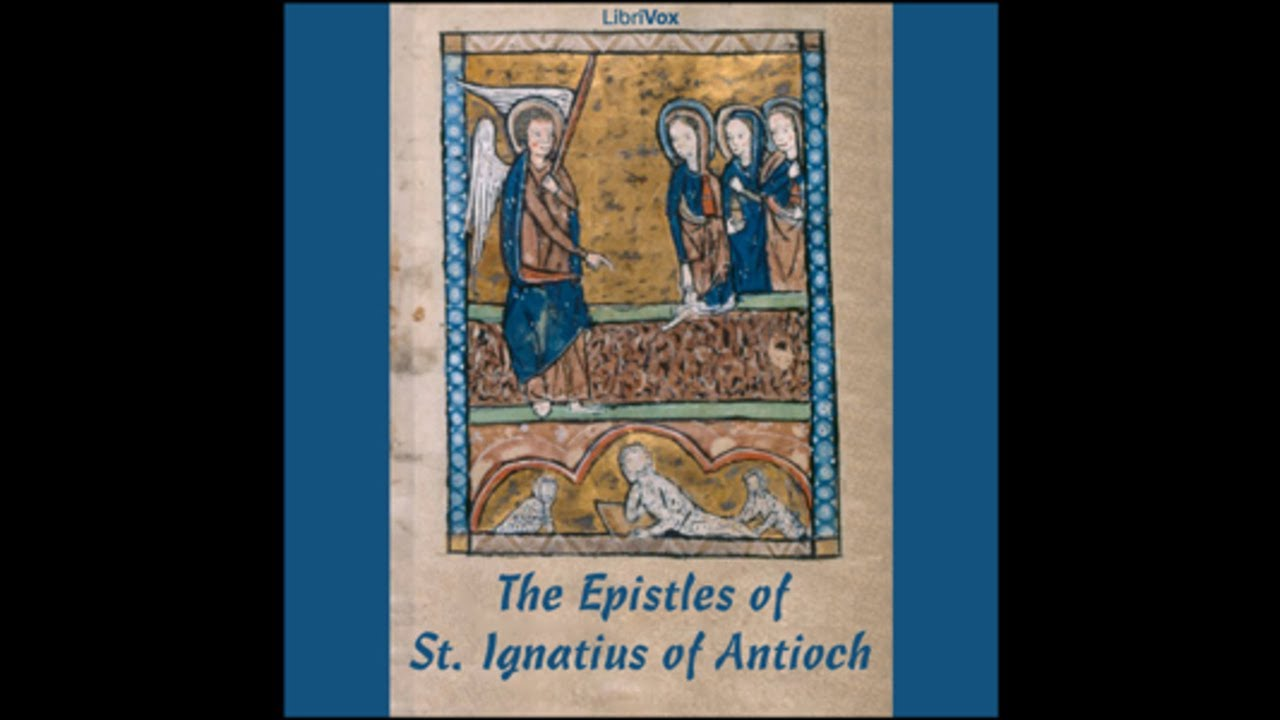 LibriVox
The Epistles of
St. Ignatius of Antioch